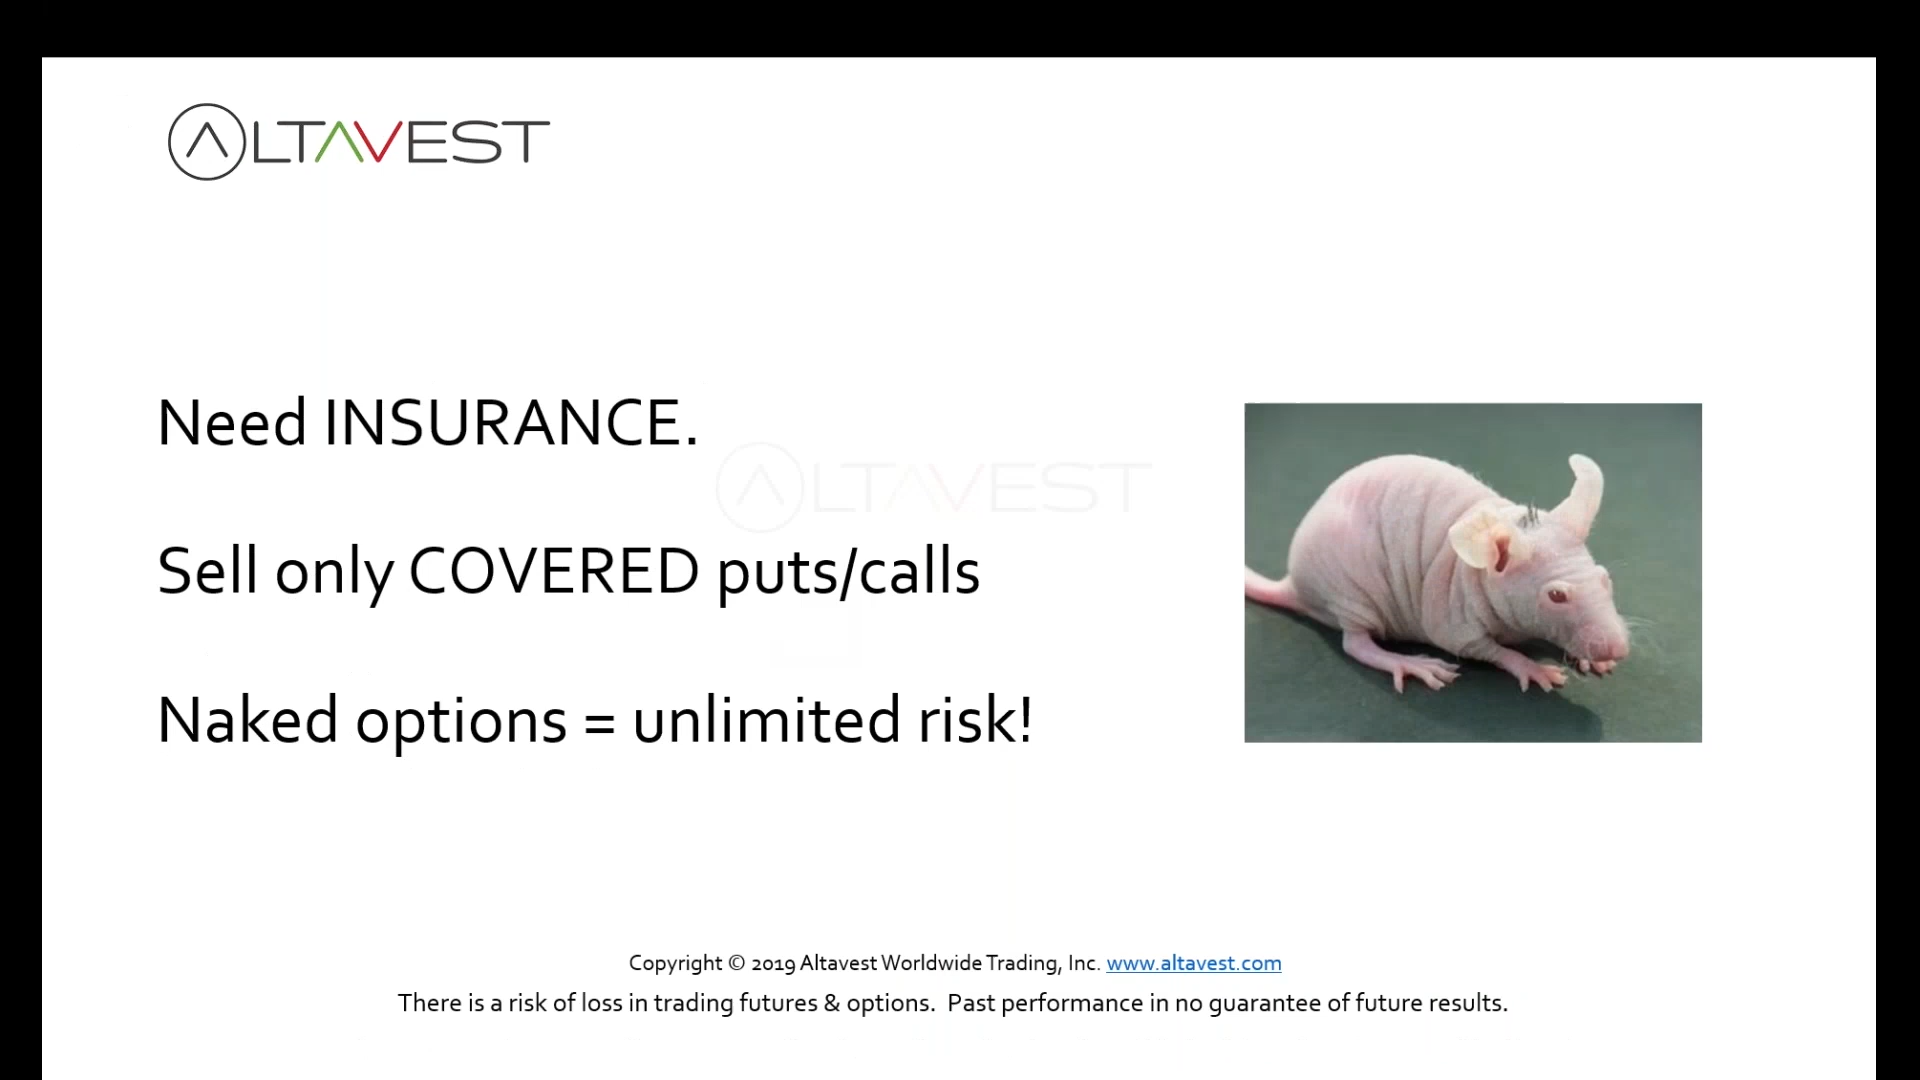 ALTAVEST
Need INSURANCE.
ALTAVEST
Sell only COVERED puts/calls
Naked options = unlimited risk!
Copyright © 2019 Altavest Worldwide Trading, Inc. www.altavest.com
There is a risk of loss in trading futures & options. Past performance in no guarantee of future results.